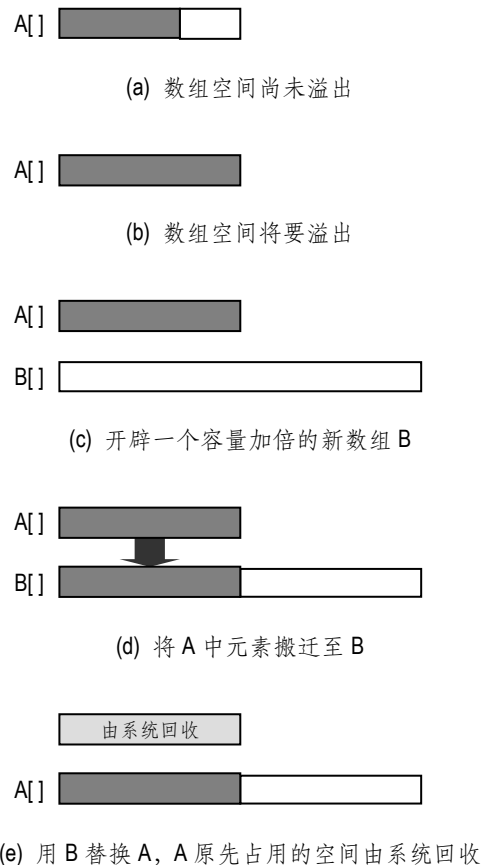 A[ ]
(a) 数组空间尚未溢出
A[ ]
(b) 数组空间将要溢出
A[ ]
B[ ]
(c) 开辟一个容量加倍的新数组 B
A[ ]
B[ ]
(d) 将 A 中元素搬迁至 B
由系统回收
A[ ]
(e) 用 B 替换 A，A 原先占用的空间由系统回收